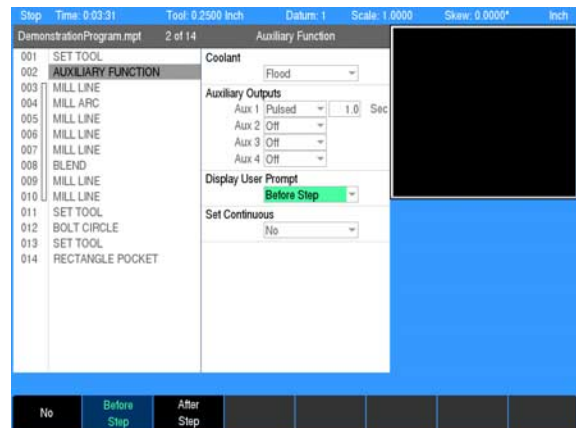 Stop Time: 0:03:31 Tool: 0.2500 Inch Datum: 1 Scale: 1.0000 Skew: 0.0000° Inch
DemonstrationProgram.mpt 2 of 14 Auxiliary Function
001 SET TOOL
002 AUXILIARY FUNCTION
003 MILL LINE
004 MILL ARC
005 MILL LINE
006 MILL LINE
007 MILL LINE
008 BLEND
009 MILL LINE
010 MILL LINE
011 SET TOOL
012 BOLT CIRCLE
013 SET TOOL
014 RECTANGLE POCKET
Coolant
Flood
Auxiliary Outputs
Aux 1 Pulsed 1.0 Sec
Aux 2 Off
Aux 3 Off
Aux 4 Off
Display User Prompt
Before Step
Set Continuous
No
No
Before
Step
After
Step